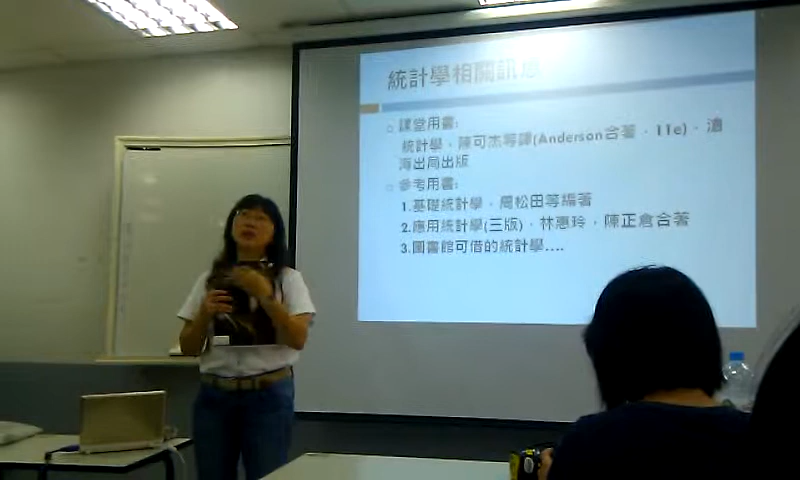 統計學相關訊息
課堂用書:
統計學，陳可杰等譯(Anderson合著，11e)，滄
海出局出版
參考用書:
1.基礎統計學，周松田等編著
2.應用統計學(三版)，林惠玲，陳正倉合著
3.圖書館可借的統計學….